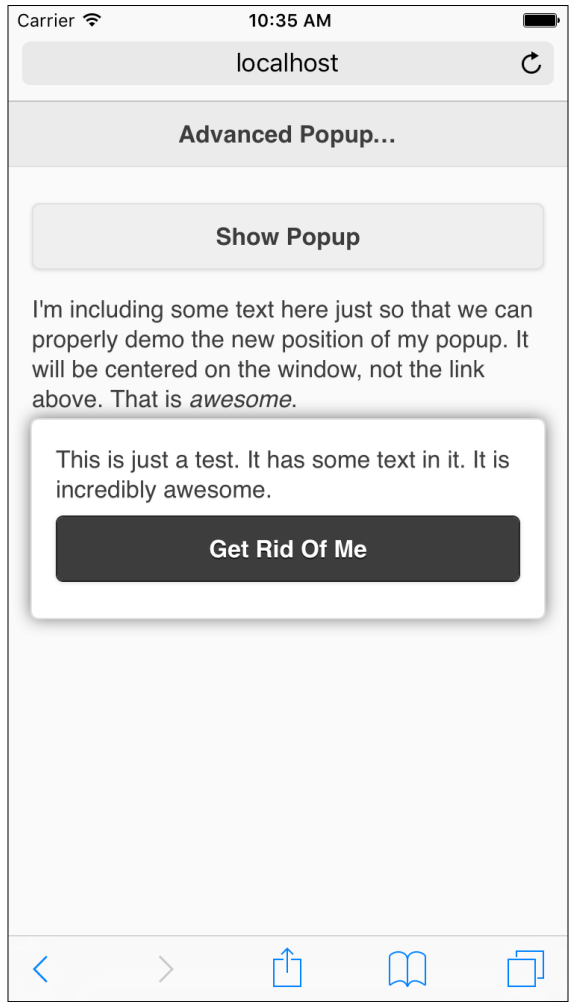 Carrier 10:35 AM
localhost
Advanced Popup...
Show Popup
I'm including some text here just so that we can
properly demo the new position of my popup. It
will be centered on the window, not the link
above. That is awesome.
This is just a test. It has some text in it. It is
incredibly awesome.
Get Rid Of Me